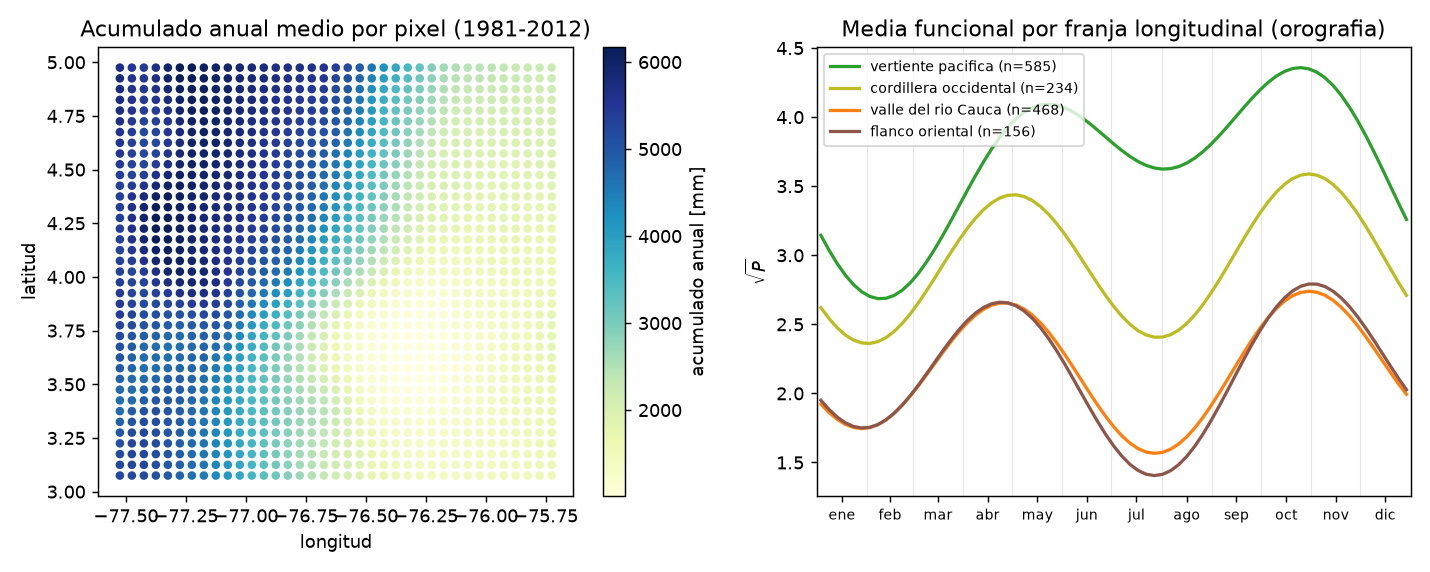 Acumulado anual medio por pixel (1981-2012)
5.00
4.75
4.50
4.25
4.00
3.75
3.50
3.25
3.00
latitud
−77.50
−77.25
−77.00
−76.75
−76.50
−76.25
−76.00
−75.75
longitud
6000
5000
4000
3000
2000
acumulado anual [mm]
Media funcional por franja longitudinal (orografia)
vertiente pacifica (n=585)
cordillera occidental (n=234)
valle del rio Cauca (n=468)
flanco oriental (n=156)
4.5
4.0
3.5
3.0
2.5
2.0
1.5
√P
ene
feb
mar
abr
may
jun
jul
ago
sep
oct
nov
dic